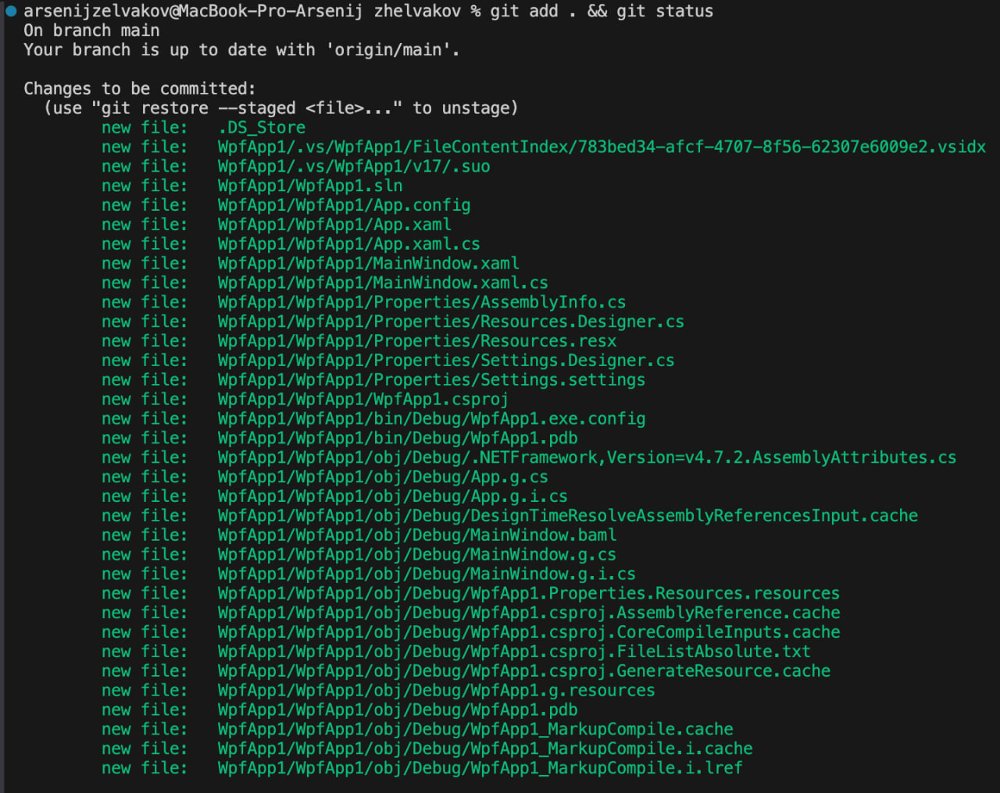 arsenijzelvakov@MacBook-Pro-Arsenij zhelvakov % git add . && git status
On branch main
Your branch is up to date with 'origin/main'.
Changes to be committed:
(use "git restore --staged <file>..." to unstage)
new file: .DS_Store
new file: WpfApp1/.vs/WpfApp1/FileContentIndex/783bed34-afcf-4707-8f56-62307e6009e2.vsidx
new file: WpfApp1/.vs/WpfApp1/v17/.suo
new file: WpfApp1/WpfApp1.sln
new file: WpfApp1/WpfApp1/App.config
new file: WpfApp1/WpfApp1/App.xaml
new file: WpfApp1/WpfApp1/App.xaml.cs
new file: WpfApp1/WpfApp1/MainWindow.xaml
new file: WpfApp1/WpfApp1/MainWindow.xaml.cs
new file: WpfApp1/WpfApp1/Properties/AssemblyInfo.cs
new file: WpfApp1/WpfApp1/Properties/Resources.Designer.cs
new file: WpfApp1/WpfApp1/Properties/Resources.resx
new file: WpfApp1/WpfApp1/Properties/Settings.Designer.cs
new file: WpfApp1/WpfApp1/Properties/Settings.settings
new file: WpfApp1/WpfApp1/WpfApp1.csproj
new file: WpfApp1/WpfApp1/bin/Debug/WpfApp1.exe.config
new file: WpfApp1/WpfApp1/bin/Debug/WpfApp1.pdb
new file: WpfApp1/WpfApp1/obj/Debug/.NETFramework,Version=v4.7.2.AssemblyAttributes.cs
new file: WpfApp1/WpfApp1/obj/Debug/App.g.cs
new file: WpfApp1/WpfApp1/obj/Debug/App.g.i.cs
new file: WpfApp1/WpfApp1/obj/Debug/DesignTimeResolveAssemblyReferencesInput.cache
new file: WpfApp1/WpfApp1/obj/Debug/MainWindow.baml
new file: WpfApp1/WpfApp1/obj/Debug/MainWindow.g.cs
new file: WpfApp1/WpfApp1/obj/Debug/MainWindow.g.i.cs
new file: WpfApp1/WpfApp1/obj/Debug/WpfApp1.Properties.Resources.resources
new file: WpfApp1/WpfApp1/obj/Debug/WpfApp1.csproj.AssemblyReference.cache
new file: WpfApp1/WpfApp1/obj/Debug/WpfApp1.csproj.CoreCompileInputs.cache
new file: WpfApp1/WpfApp1/obj/Debug/WpfApp1.csproj.FileListAbsolute.txt
new file: WpfApp1/WpfApp1/obj/Debug/WpfApp1.csproj.GenerateResource.cache
new file: WpfApp1/WpfApp1/obj/Debug/WpfApp1.g.resources
new file: WpfApp1/WpfApp1/obj/Debug/WpfApp1.pdb
new file: WpfApp1/WpfApp1/obj/Debug/WpfApp1_MarkupCompile.cache
new file: WpfApp1/WpfApp1/obj/Debug/WpfApp1_MarkupCompile.i.cache
new file: WpfApp1/WpfApp1/obj/Debug/WpfApp1_MarkupCompile.i.lref